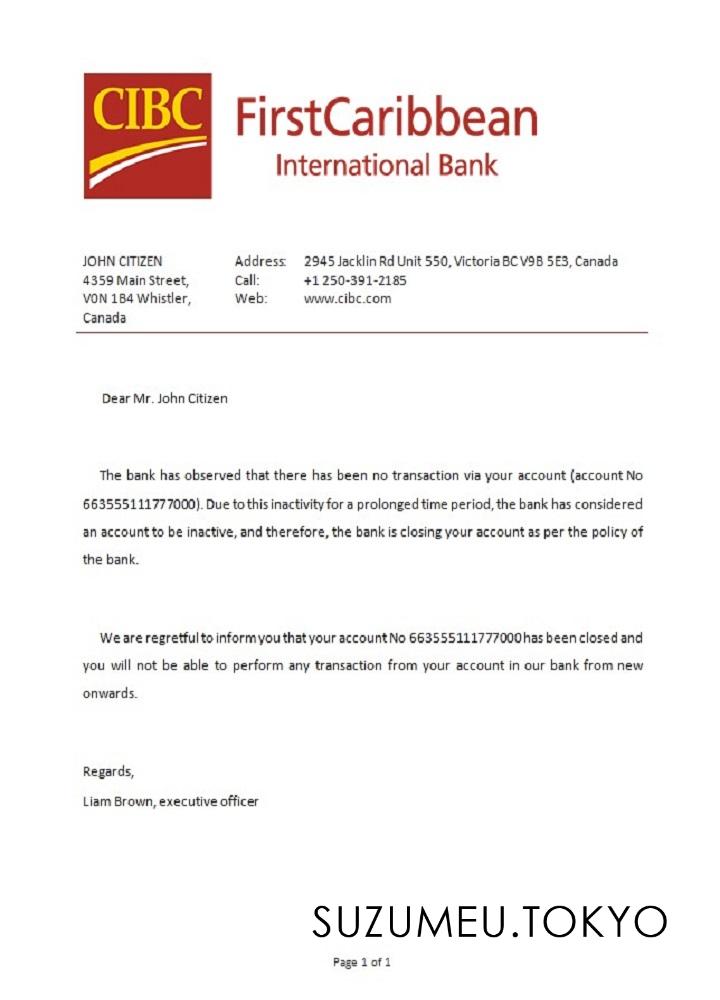 CIBC FirstCaribbean
International Bank
JOHN CITIZEN
4359 Main Street,
V0N 1B4 Whistler,
Canada
Address: 2945 Jacklin Rd Unit 550, Victoria BC V9B 5E3, Canada
Call: +1 250-391-2185
Web: www.cibc.com
Dear Mr. John Citizen
The bank has observed that there has been no transaction via your account (account No
663555111777000). Due to this inactivity for a prolonged time period, the bank has considered
an account to be inactive, and therefore, the bank is closing your account as per the policy of
the bank.
We are regretful to inform you that your account No 663555111777000 has been closed and
you will not be able to perform any transaction from your account in our bank from new
onwards.
Regards,
Liam Brown, executive officer
SUZUMEU.TOKYO
Page 1 of 1